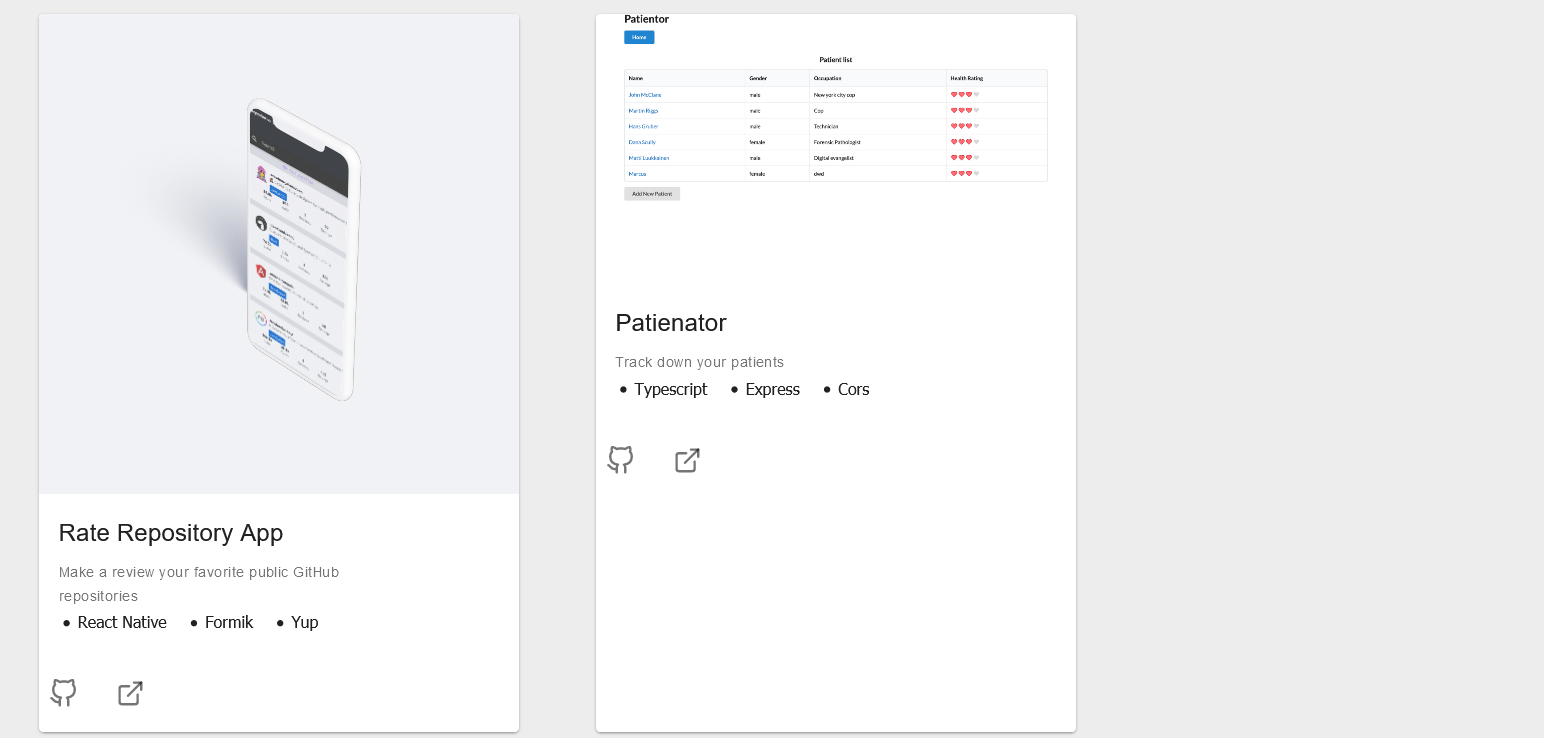 Rate Repository App
Make a review your favorite public GitHub
repositories
• React Native • Formik • Yup
Patientor
Home
Patient list
Name Gender Occupation Health Rating
John McClane male New york city cop
Martin Riggs male Cop
Hans Gruber male Technician
Dana Scully female Forensic Pathologist
Matti Luukkainen male Digital evangelist
Marcus female dwd
Add New Patient
Patienator
Track down your patients
• Typescript • Express • Cors